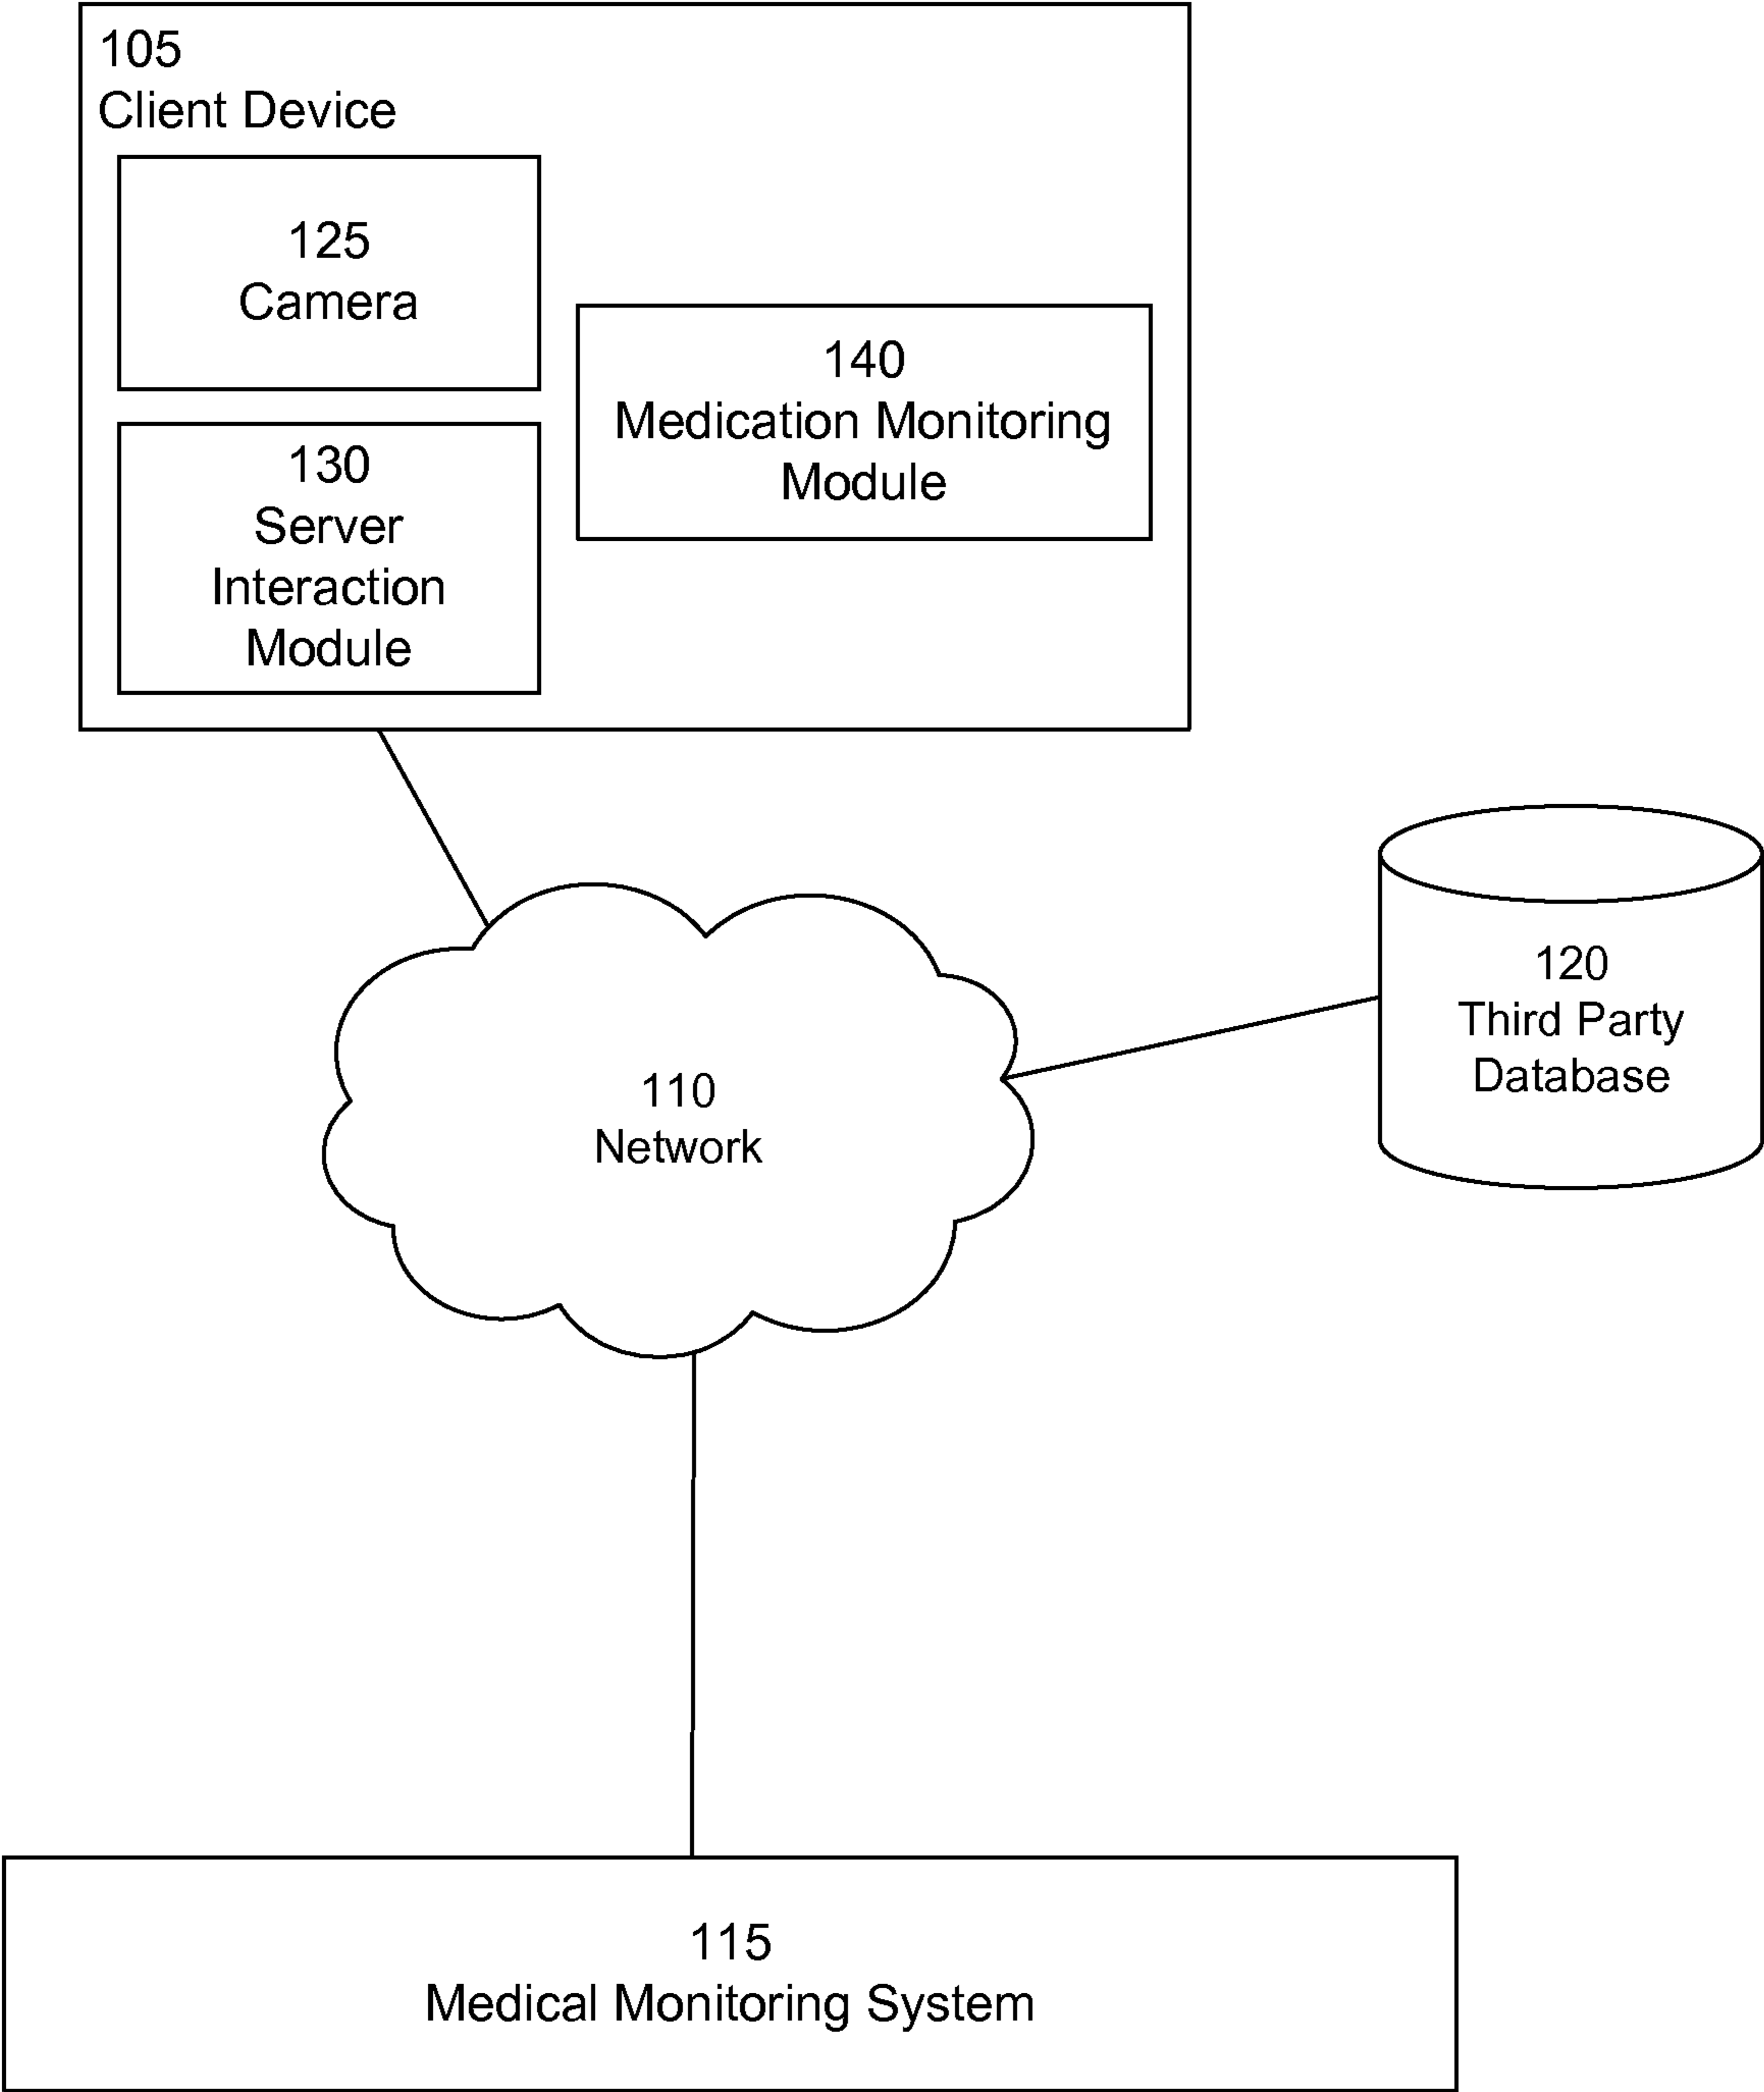 105
Client Device
125
Camera
130
Server
Interaction
Module
140
Medication Monitoring
Module
110
Network
120
Third Party
Database
115
Medical Monitoring System